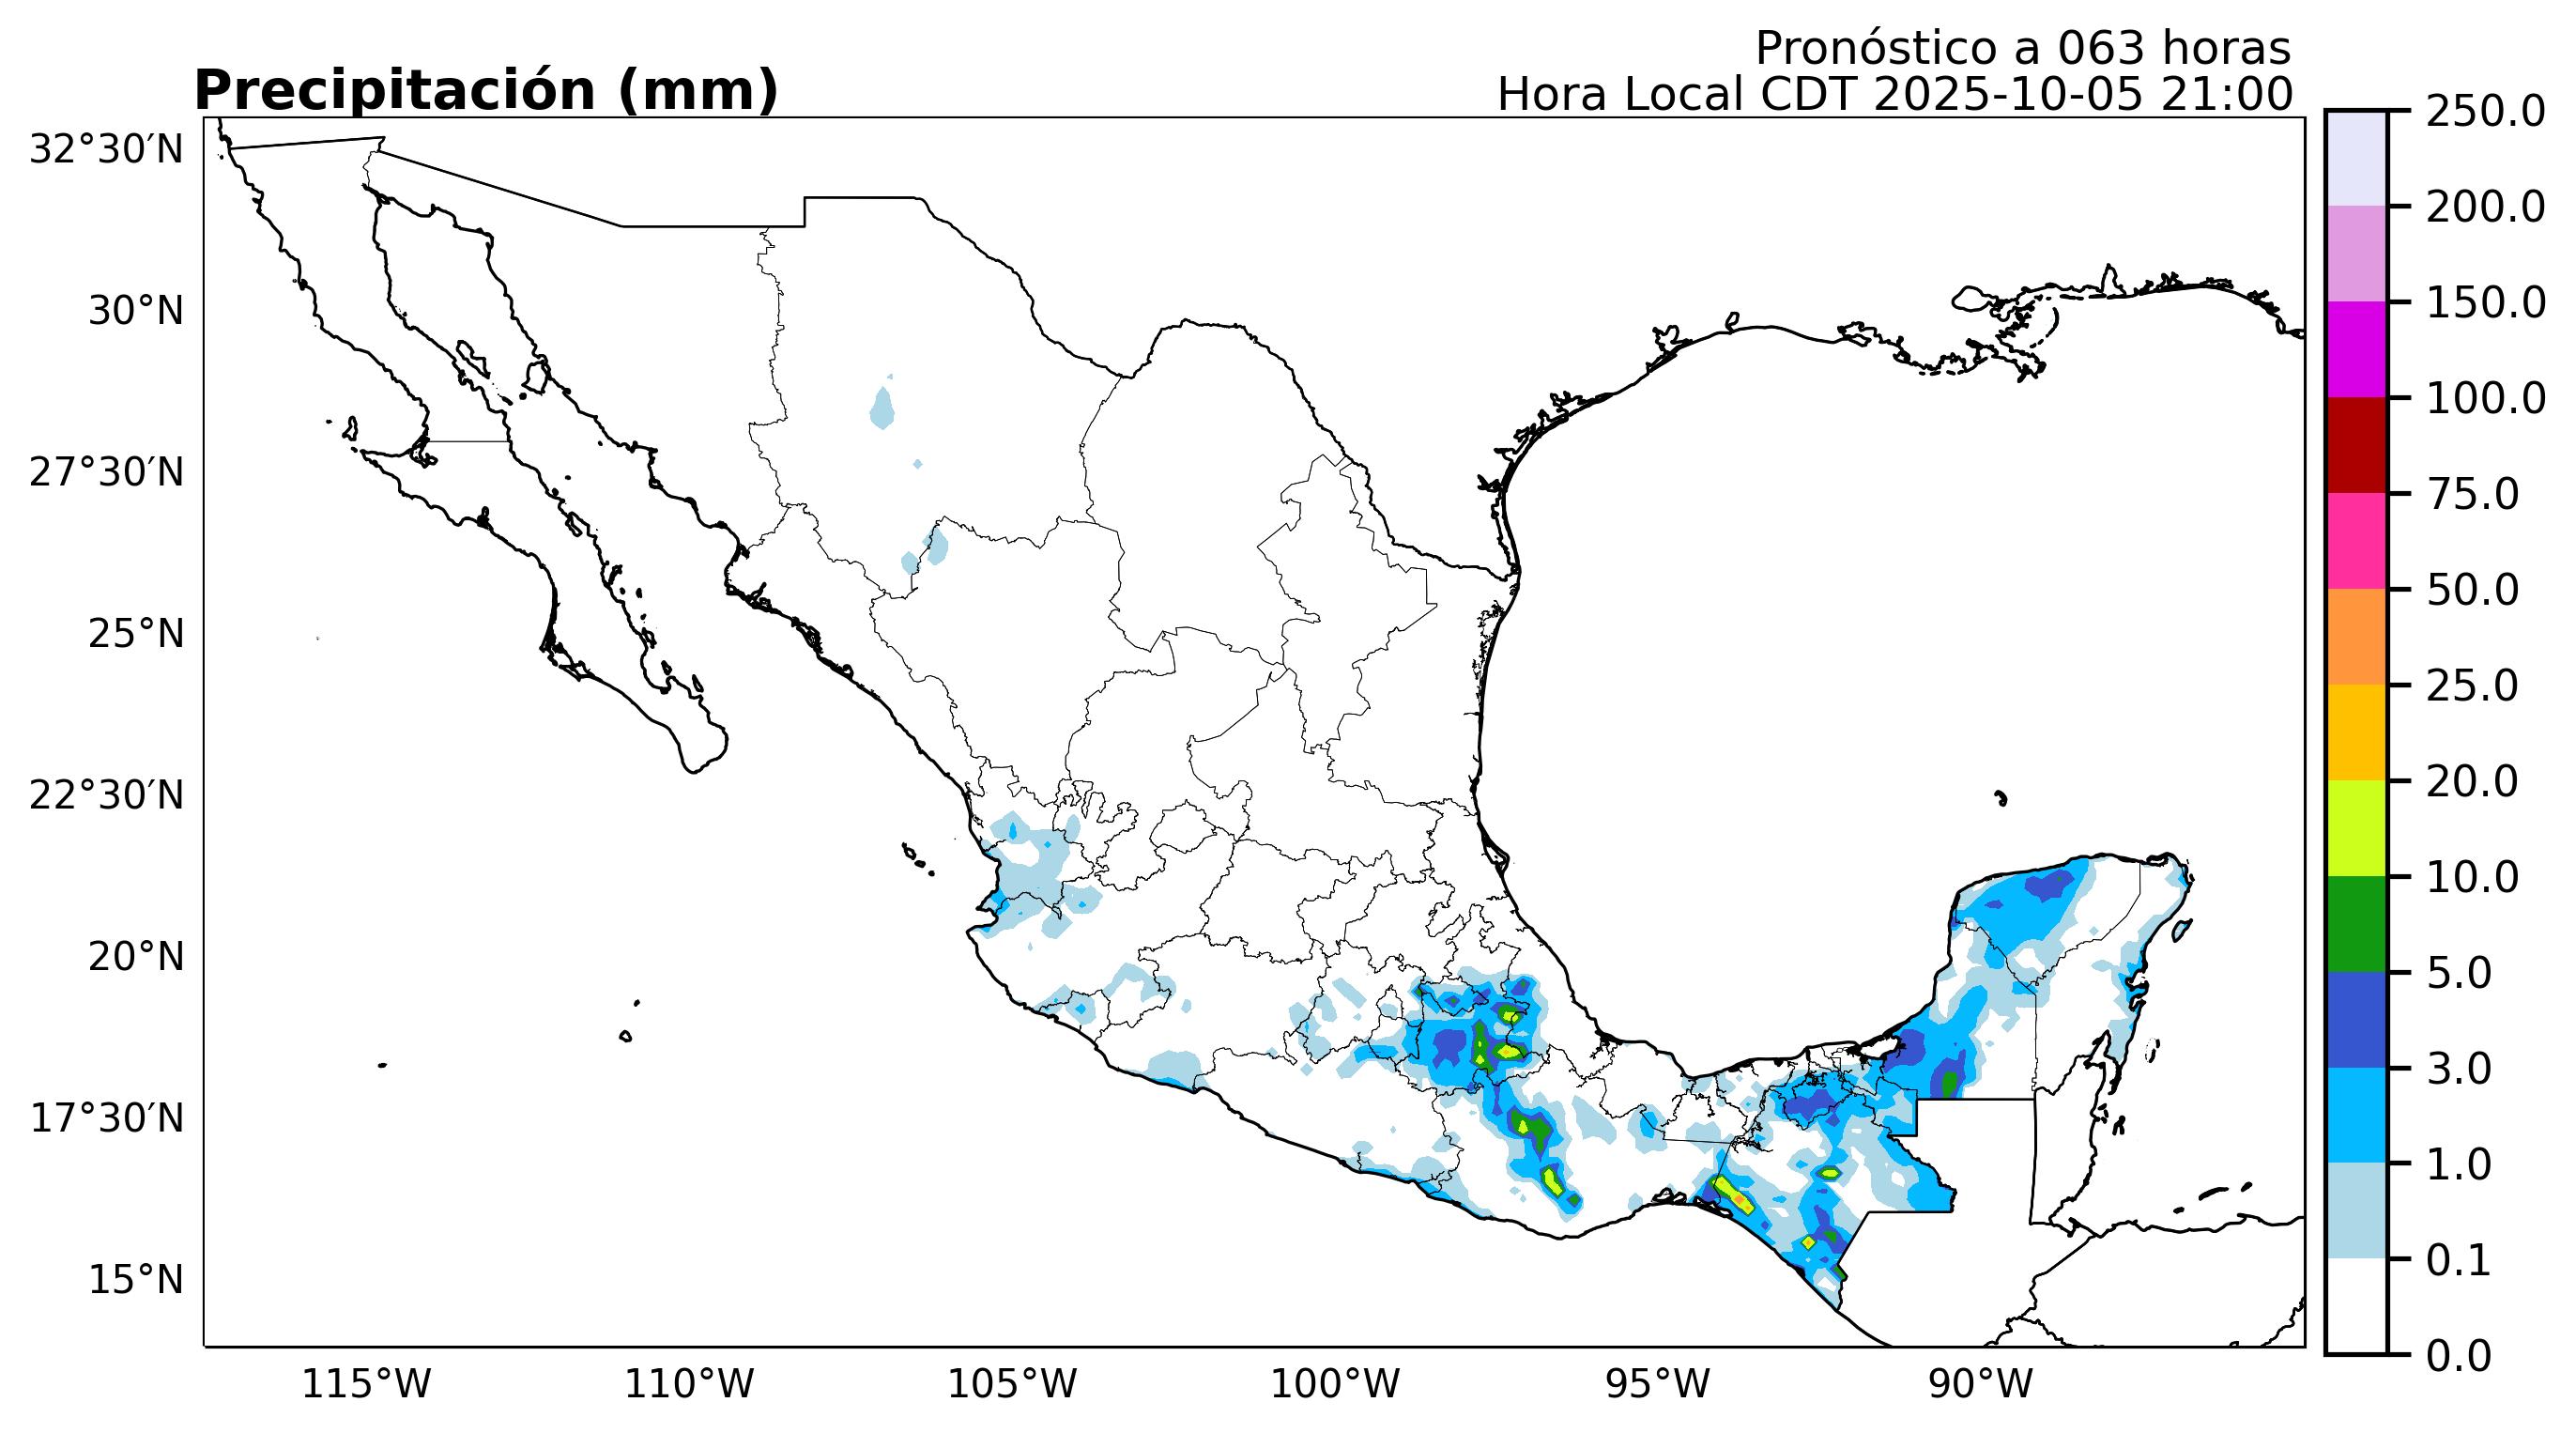 Pronóstico a 063 horas
Precipitación (mm)
Hora Local CDT 2025-10-05 21:00
32°30′N
30°N
27°30′N
25°N
22°30′N
20°N
17°30′N
15°N
115°W
110°W
105°W
100°W
95°W
90°W
250.0
200.0
150.0
100.0
75.0
50.0
25.0
20.0
10.0
5.0
3.0
1.0
0.1
0.0